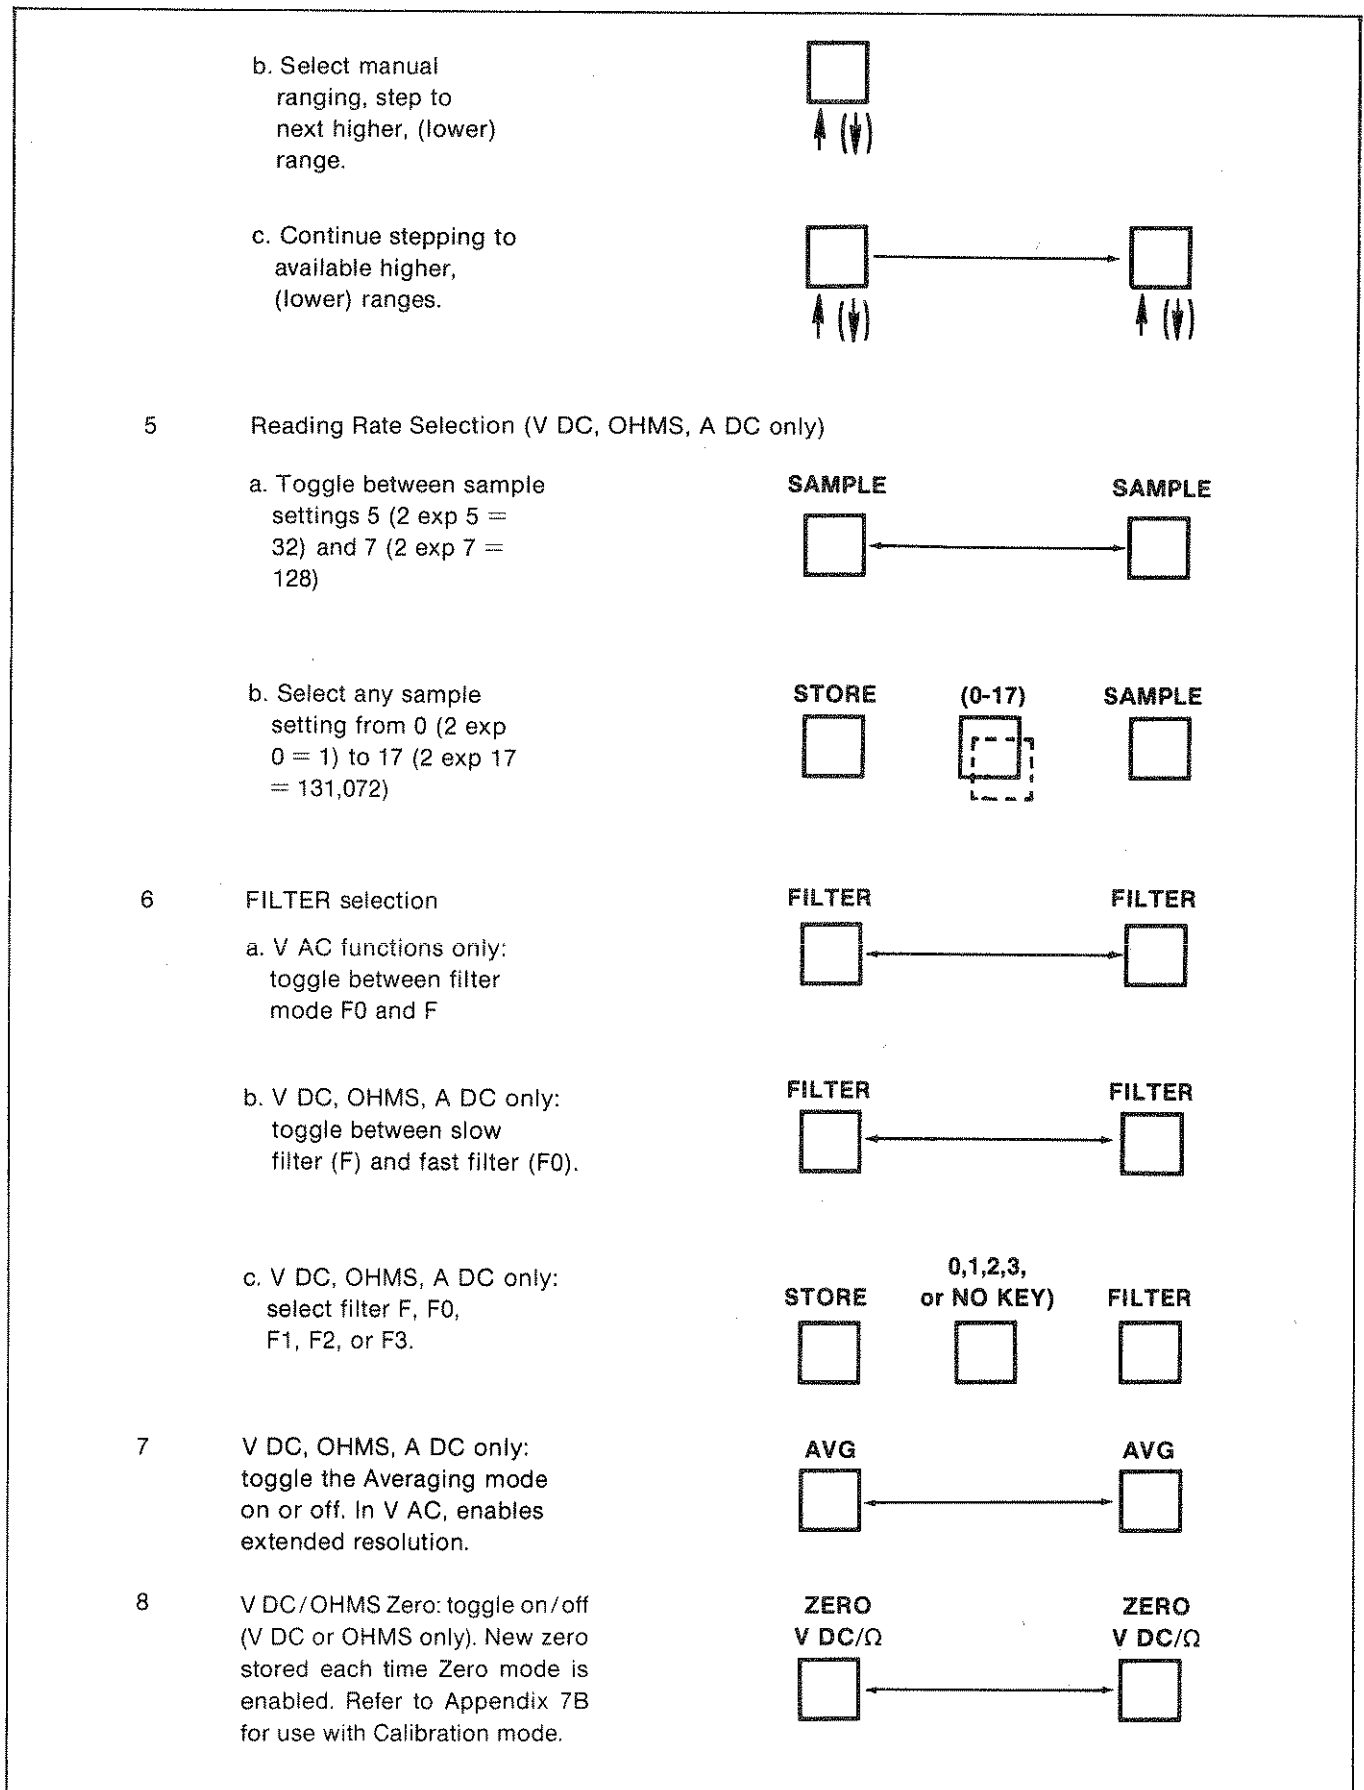 b. Select manual
ranging, step to
next higher, (lower)
range.
(
)
c. Continue stepping to
available higher,
(lower) ranges.
(
)
(
)
5 Reading Rate Selection (V DC, OHMS, A DC only)
a. Toggle between sample
settings 5 (2 exp 5 =
32) and 7 (2 exp 7 =
128)
SAMPLE SAMPLE
b. Select any sample
setting from 0 (2 exp
0 = 1) to 17 (2 exp 17
= 131,072)
STORE (0-17) SAMPLE
6 FILTER selection
FILTER FILTER
a. V AC functions only:
toggle between filter
mode F0 and F
b. V DC, OHMS, A DC only:
toggle between slow
filter (F) and fast filter (F0).
FILTER FILTER
c. V DC, OHMS, A DC only:
select filter F, F0,
F1, F2, or F3.
0,1,2,3,
STORE or NO KEY) FILTER
7 V DC, OHMS, A DC only:
toggle the Averaging mode
on or off. In V AC, enables
extended resolution.
AVG AVG
8 V DC/OHMS Zero: toggle on/off
(V DC or OHMS only). New zero
stored each time Zero mode is
enabled. Refer to Appendix 7B
for use with Calibration mode.
ZERO ZERO
V DC/Ω V DC/Ω